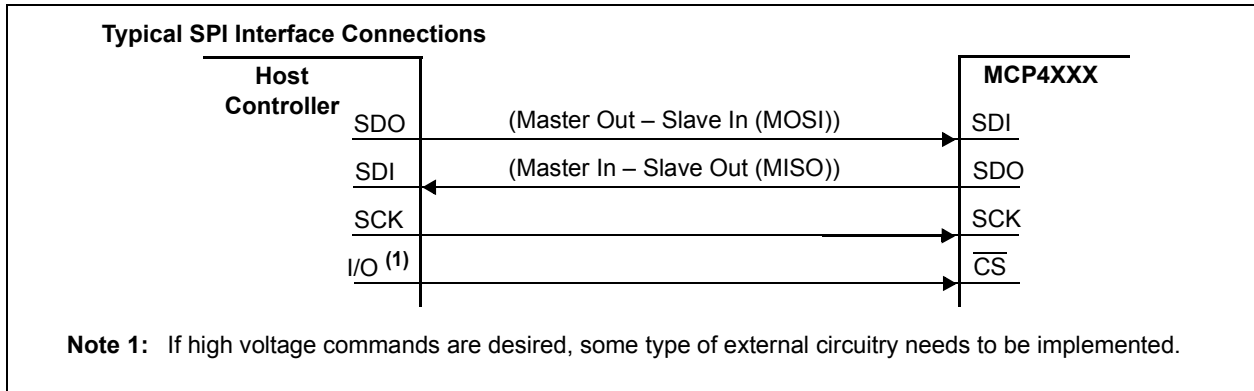 Typical SPI Interface Connections
Host
Controller
MCP4XXX
SDO (Master Out – Slave In (MOSI)) SDI
SDI (Master In – Slave Out (MISO)) SDO
SCK SCK
I/O (1) C̅S̅
Note 1: If high voltage commands are desired, some type of external circuitry needs to be implemented.